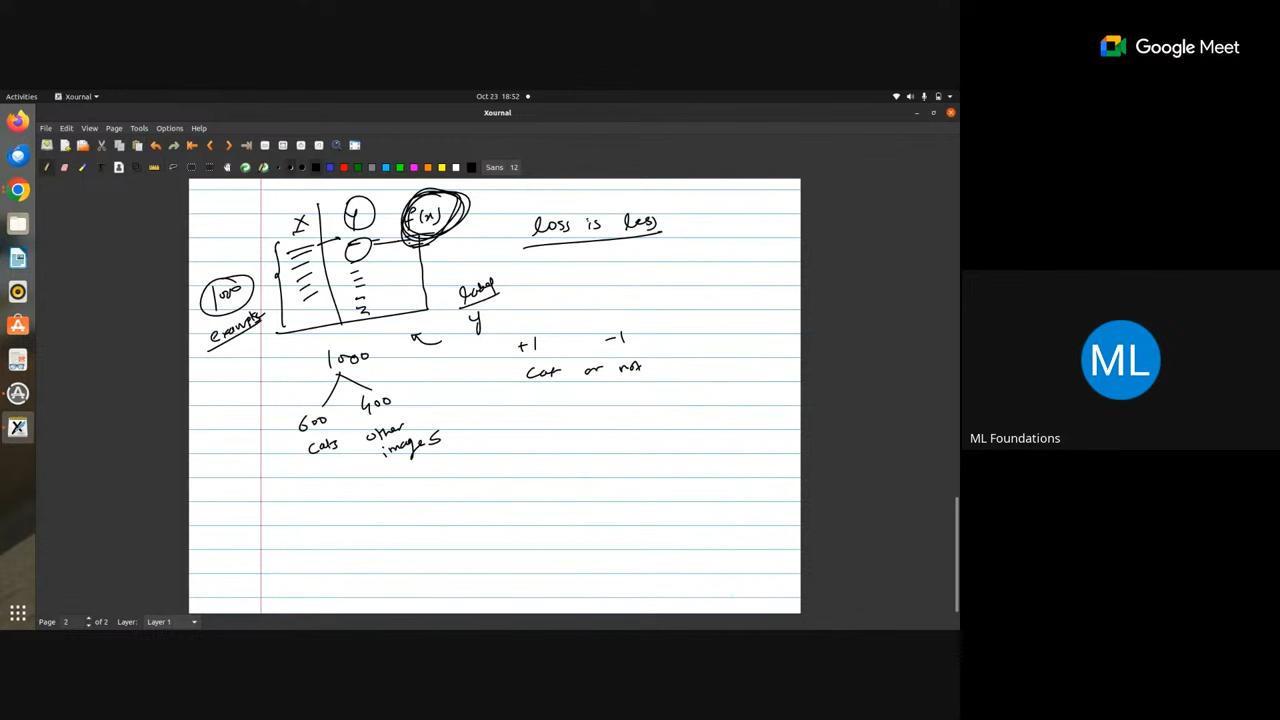 Google Meet
Activities
Xournal
Oct 23 18:52
Xournal
File Edit View Page Tools Options Help
Sans 12
X Y f(x)
loss is less
1000
examples
label
y
1000
+1 -1
cat or not
600 400
cats other
images
ML
ML Foundations
Page 2 of 2 Layer: Layer 1